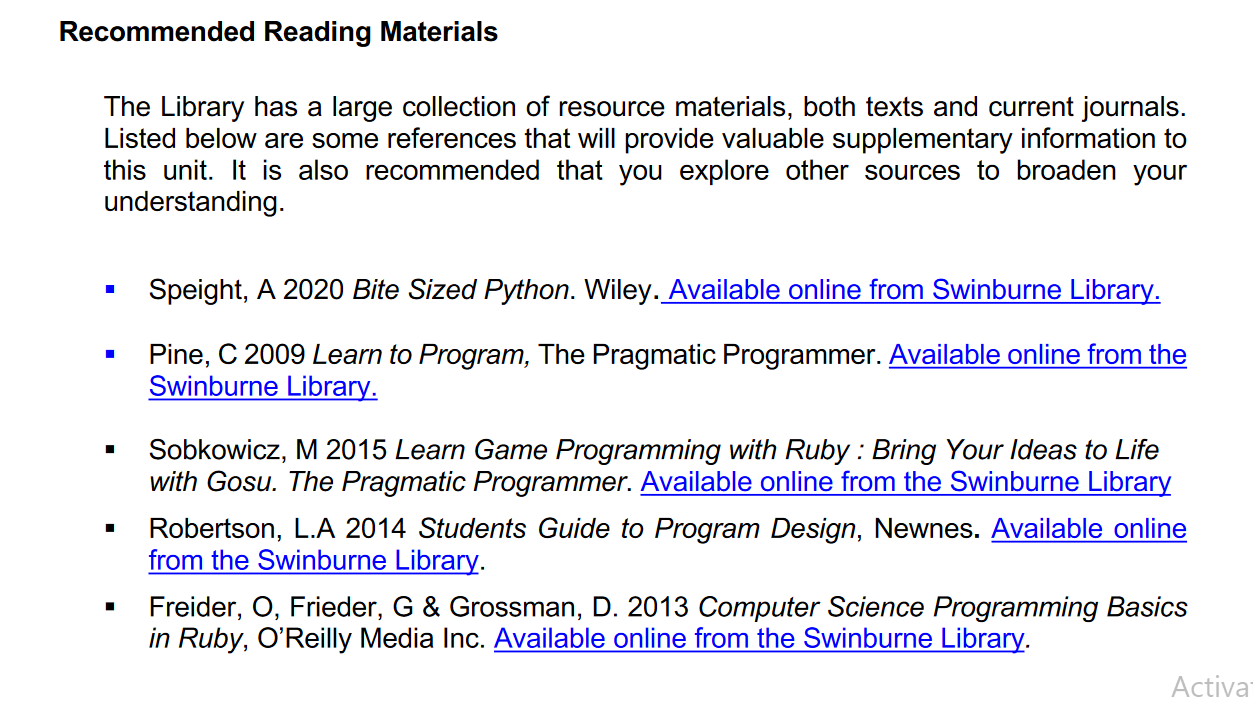 Recommended Reading Materials
The Library has a large collection of resource materials, both texts and current journals.
Listed below are some references that will provide valuable supplementary information to
this unit. It is also recommended that you explore other sources to broaden your
understanding.
▪ Speight, A 2020 Bite Sized Python. Wiley. Available online from Swinburne Library.
▪ Pine, C 2009 Learn to Program, The Pragmatic Programmer. Available online from the
Swinburne Library.
▪ Sobkowicz, M 2015 Learn Game Programming with Ruby : Bring Your Ideas to Life
with Gosu. The Pragmatic Programmer. Available online from the Swinburne Library
▪ Robertson, L.A 2014 Students Guide to Program Design, Newnes. Available online
from the Swinburne Library.
▪ Freider, O, Frieder, G & Grossman, D. 2013 Computer Science Programming Basics
in Ruby, O’Reilly Media Inc. Available online from the Swinburne Library.